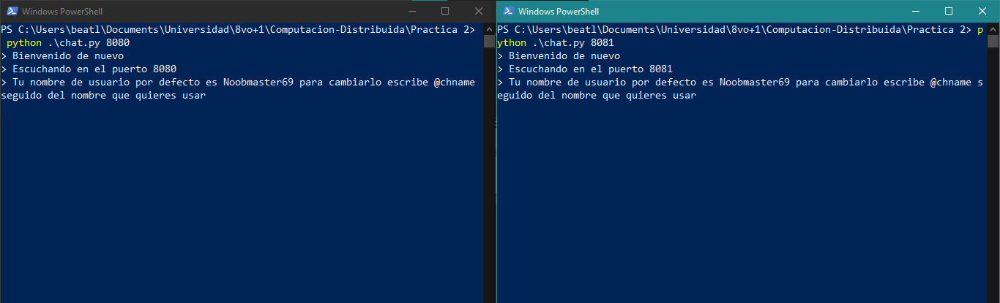 Windows PowerShell
PS C:\Users\beatl\Documents\Universidad\8vo+1\Computacion-Distribuida\Practica 2>
python .\chat.py 8080
> Bienvenido de nuevo
> Escuchando en el puerto 8080
> Tu nombre de usuario por defecto es Noobmaster69 para cambiarlo escribe @chname
seguido del nombre que quieres usar
Windows PowerShell
PS C:\Users\beatl\Documents\Universidad\8vo+1\Computacion-Distribuida\Practica 2> p
ython .\chat.py 8081
> Bienvenido de nuevo
> Escuchando en el puerto 8081
> Tu nombre de usuario por defecto es Noobmaster69 para cambiarlo escribe @chname s
eguido del nombre que quieres usar